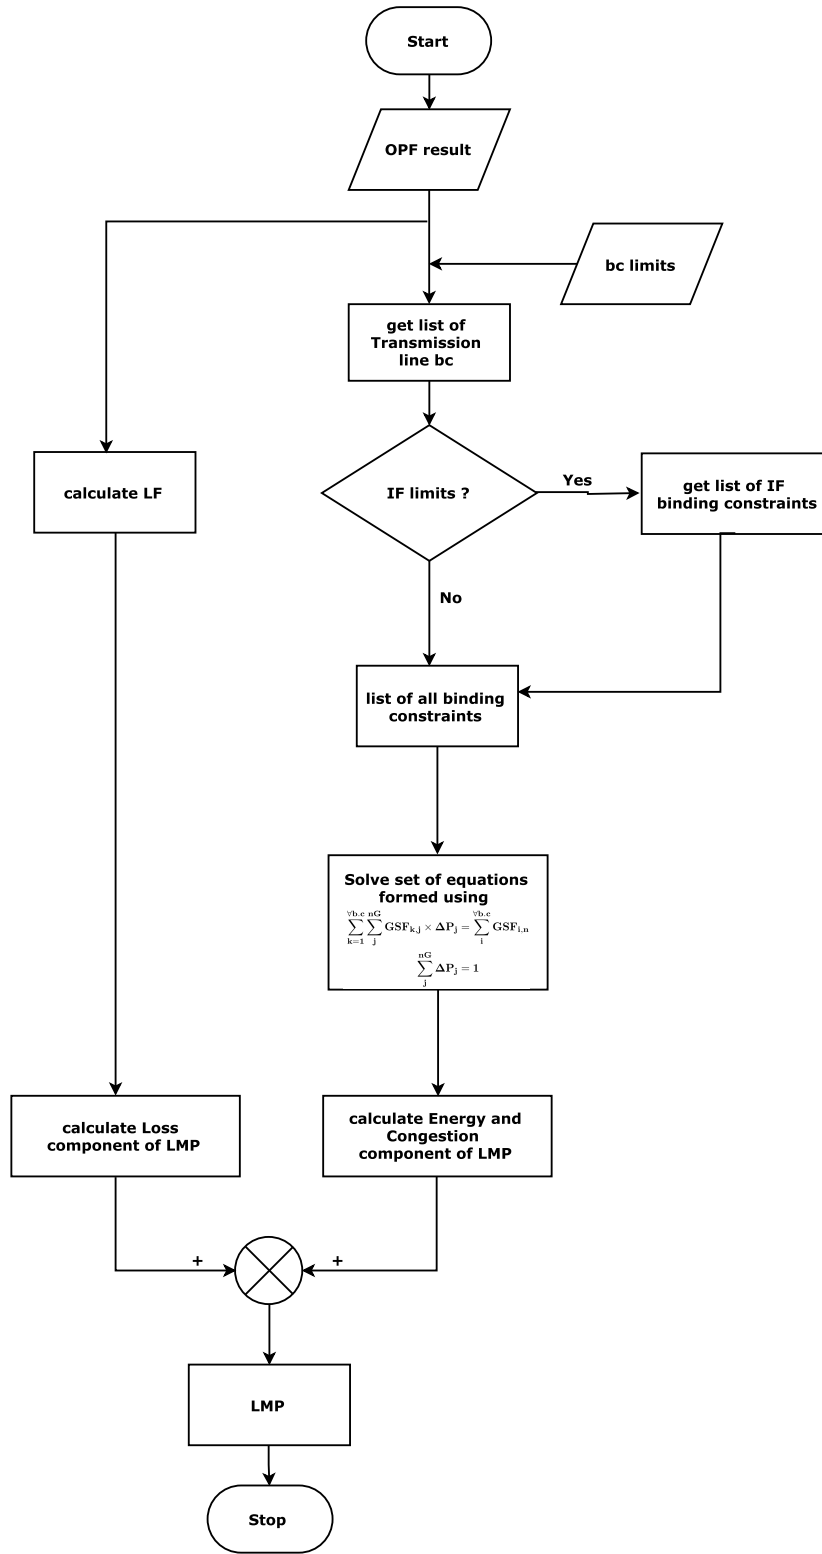 Start
OPF result
bc limits
get list of
Transmission
line bc
calculate LF
IF limits ?
Yes
get list of IF
binding constraints
No
list of all binding
constraints
Solve set of equations
formed using
∑_{k=1}^{∀b.c} ∑_{j}^{nG} GSF_{k,j} × ΔP_j = ∑_{i}^{∀b.c} GSF_{i,n}
∑_{j}^{nG} ΔP_j = 1
calculate Loss
component of LMP
calculate Energy and
Congestion
component of LMP
+
+
LMP
Stop